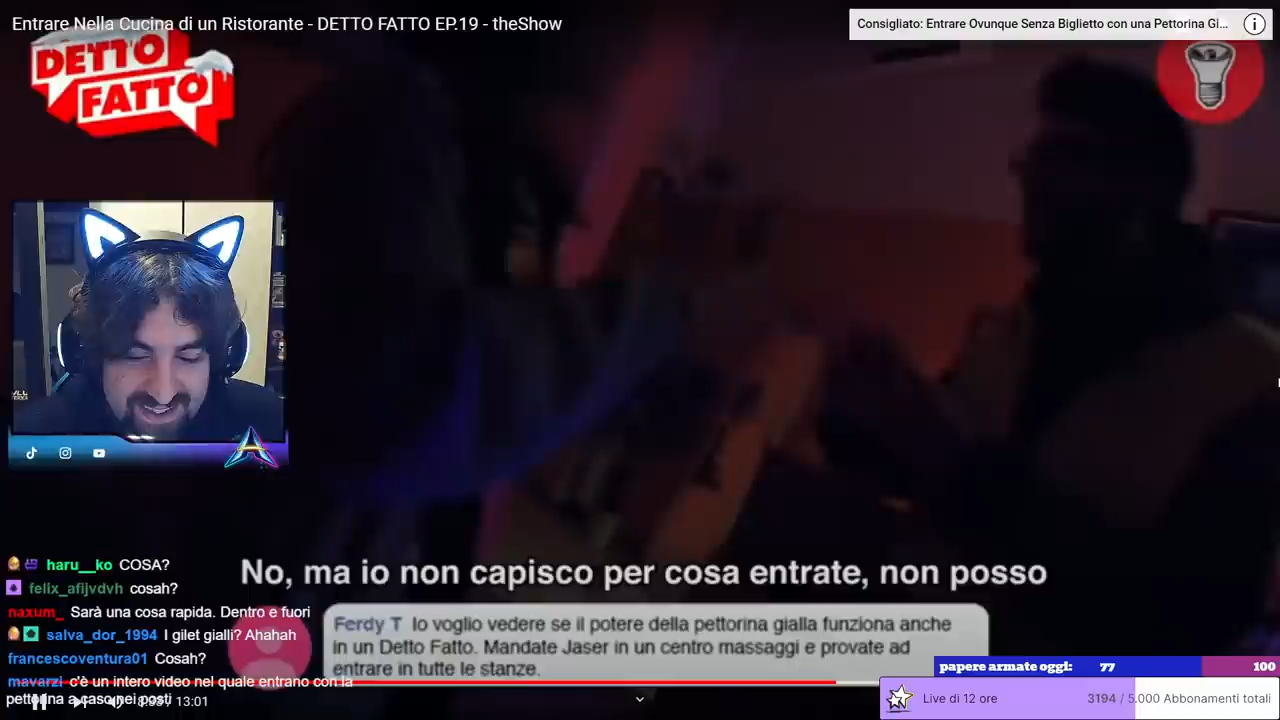 Entrare Nella Cucina di un Ristorante - DETTO FATTO EP.19 - theShow
Consigliato: Entrare Ovunque Senza Biglietto con una Pettorina Gi...
DETTO
FATTO
haru__ko COSA?
felix_afijvdvh cosah?
naxum_ Sarà una cosa rapida. Dentro e fuori
salva_dor_1994 I gilet gialli? Ahahah
francescoventura01 Cosah?
mavarzi c'è un intero video nel quale entrano con la
pettorina a caso nei posti
No, ma io non capisco per cosa entrate, non posso
Ferdy T Io voglio vedere se il potere della pettorina gialla funziona anche
in un Detto Fatto. Mandate Jaser in un centro massaggi e provate ad
entrare in tutte le stanze.
/ 13:01
papere armate oggi: 77 100
Live di 12 ore 3194 / 5.000 Abbonamenti totali